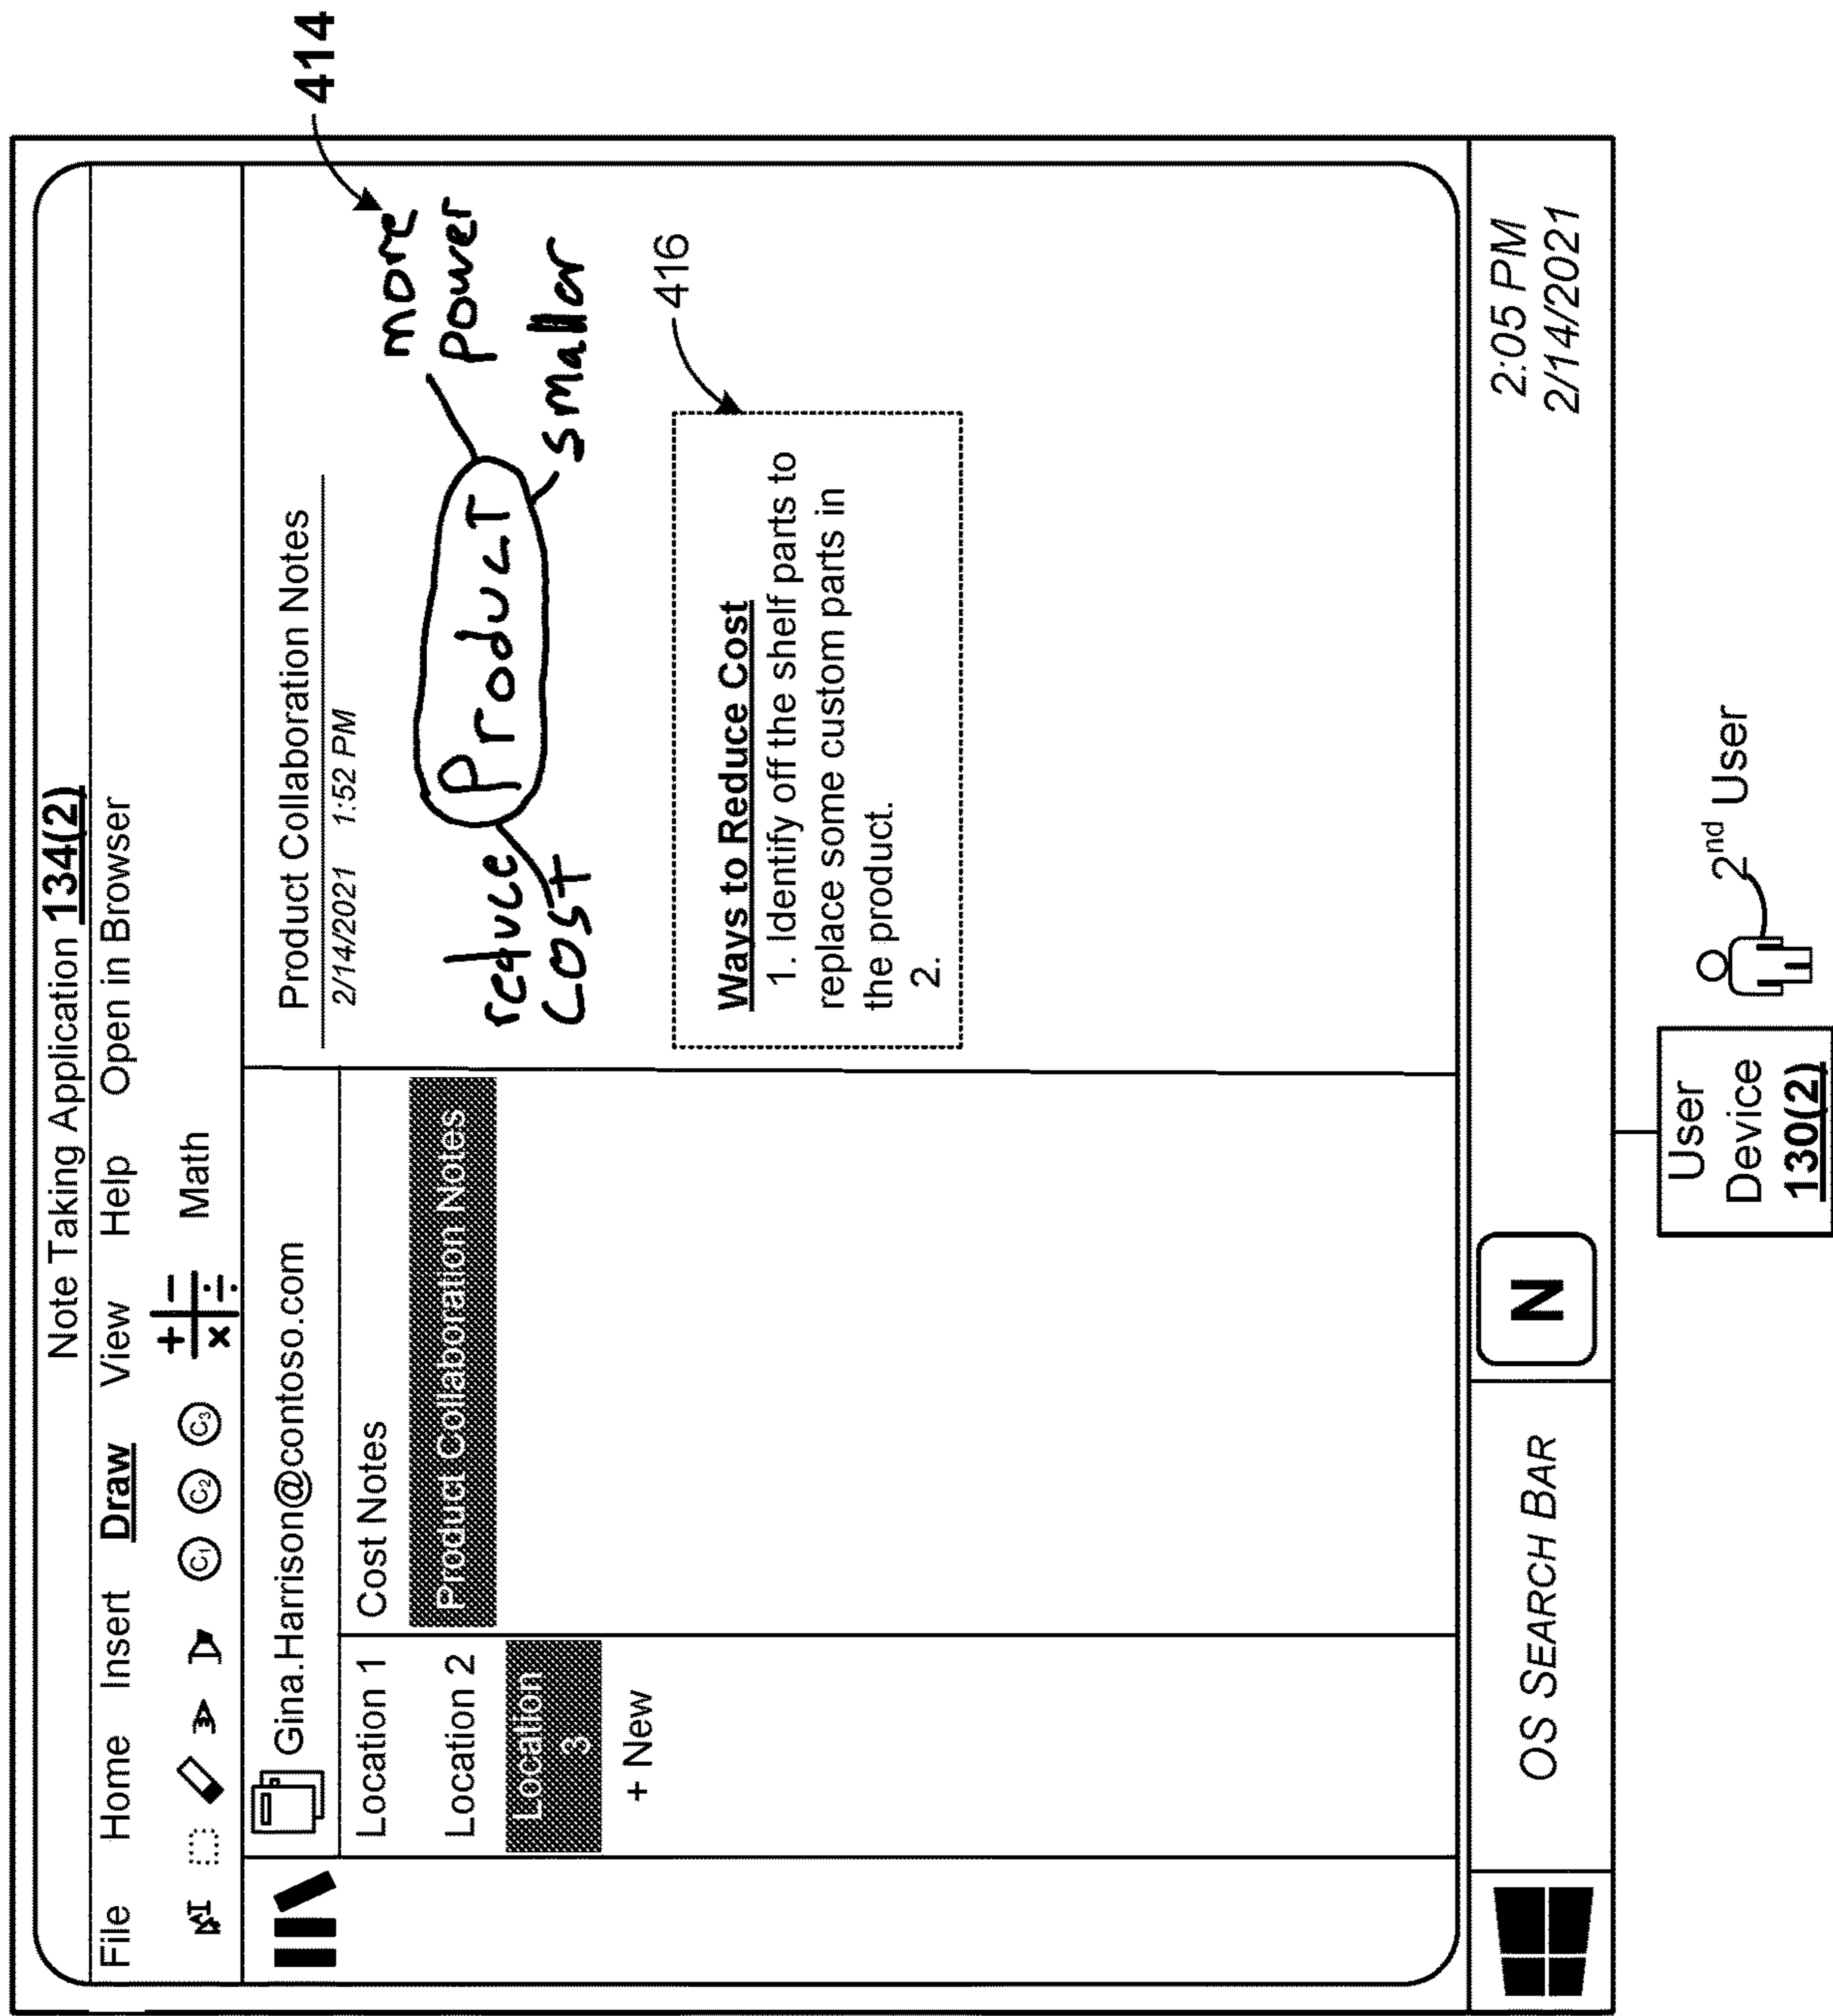 Note Taking Application 134(2)
File Home Insert Draw View Help Open in Browser
C1 C2 C3 + − × ÷ Math
Gina.Harrison@contoso.com
Location 1
Location 2
Location
3
+ New
Cost Notes
Product Collaboration Notes
Product Collaboration Notes
2/14/2021 1:52 PM
more
power
Product
reduce
cost
smaller
414
416
Ways to Reduce Cost
1. Identify off the shelf parts to
replace some custom parts in
the product.
2.
OS SEARCH BAR
N
2:05 PM
2/14/2021
User
Device
130(2)
2nd User